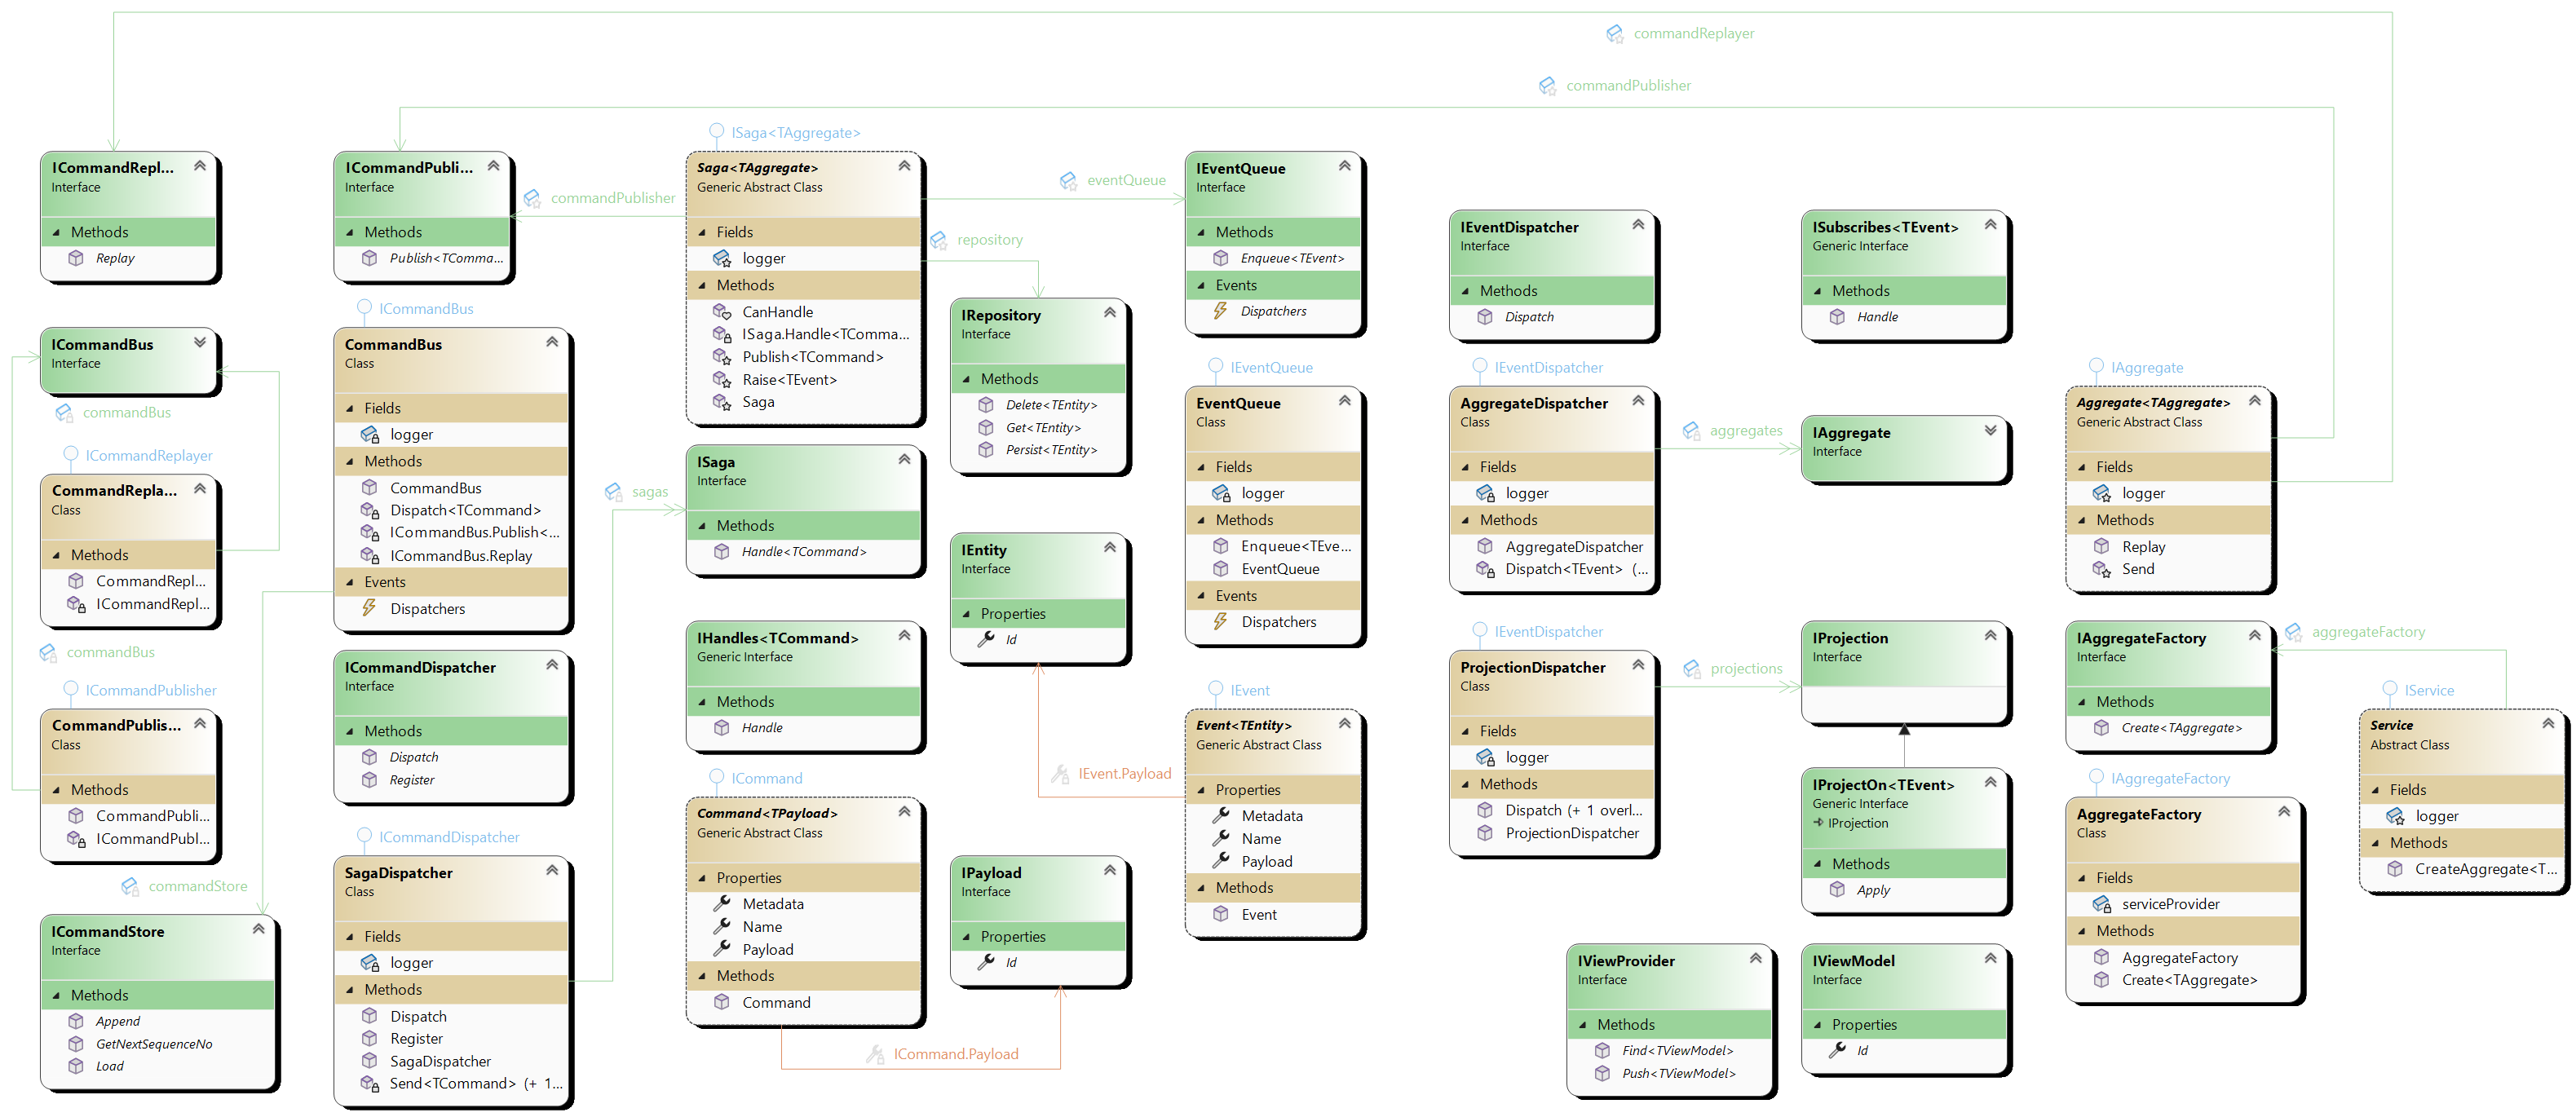 commandReplayer
commandPublisher
ICommandRepl...
Interface
Methods
Replay
ICommandPubli...
Interface
Methods
Publish<TComma...
commandPublisher
ISaga<TAggregate>
Saga<TAggregate>
Generic Abstract Class
Fields
logger
Methods
CanHandle
ISaga.Handle<TComma...
Publish<TCommand>
Raise<TEvent>
Saga
eventQueue
repository
IEventQueue
Interface
Methods
Enqueue<TEvent>
Events
Dispatchers
IEventDispatcher
Interface
Methods
Dispatch
ISubscribes<TEvent>
Generic Interface
Methods
Handle
IRepository
Interface
Methods
Delete<TEntity>
Get<TEntity>
Persist<TEntity>
ICommandBus
Interface
commandBus
ICommandBus
CommandBus
Class
Fields
logger
Methods
CommandBus
Dispatch<TCommand>
ICommandBus.Publish<...
ICommandBus.Replay
Events
Dispatchers
ICommandReplayer
CommandRepla...
Class
Methods
CommandRepl...
ICommandRepl...
commandBus
sagas
ISaga
Interface
Methods
Handle<TCommand>
IEventQueue
EventQueue
Class
Fields
logger
Methods
Enqueue<TEve...
EventQueue
Events
Dispatchers
IEventDispatcher
AggregateDispatcher
Class
Fields
logger
Methods
AggregateDispatcher
Dispatch<TEvent> (...
aggregates
IAggregate
Interface
IAggregate
Aggregate<TAggregate>
Generic Abstract Class
Fields
logger
Methods
Replay
Send
IEntity
Interface
Properties
Id
ICommandPublisher
CommandPublis...
Class
Methods
CommandPubli...
ICommandPubl...
ICommandDispatcher
Interface
Methods
Dispatch
Register
IHandles<TCommand>
Generic Interface
Methods
Handle
IEvent.Payload
IEvent
Event<TEntity>
Generic Abstract Class
Properties
Metadata
Name
Payload
Methods
Event
IEventDispatcher
ProjectionDispatcher
Class
Fields
logger
Methods
Dispatch (+ 1 overl...
ProjectionDispatcher
projections
IProjection
Interface
IProjectOn<TEvent>
Generic Interface
IProjection
Methods
Apply
IAggregateFactory
Interface
Methods
Create<TAggregate>
aggregateFactory
IService
Service
Abstract Class
Fields
logger
Methods
CreateAggregate<T...
IAggregateFactory
AggregateFactory
Class
Fields
serviceProvider
Methods
AggregateFactory
Create<TAggregate>
commandStore
ICommandStore
Interface
Methods
Append
GetNextSequenceNo
Load
ICommandDispatcher
SagaDispatcher
Class
Fields
logger
Methods
Dispatch
Register
SagaDispatcher
Send<TCommand> (+ 1...
ICommand
Command<TPayload>
Generic Abstract Class
Properties
Metadata
Name
Payload
Methods
Command
ICommand.Payload
IPayload
Interface
Properties
Id
IViewProvider
Interface
Methods
Find<TViewModel>
Push<TViewModel>
IViewModel
Interface
Properties
Id